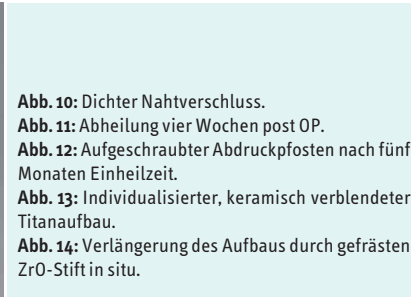 Abb. 10: Dichter Nahtverschluss.
Abb. 11: Abheilung vier Wochen post OP.
Abb. 12: Aufgeschraubter Abdruckpfosten nach fünf
Monaten Einheilzeit.
Abb. 13: Individualisierter, keramisch verblendeter
Titanaufbau.
Abb. 14: Verlängerung des Aufbaus durch gefrästen
ZrO-Stift in situ.